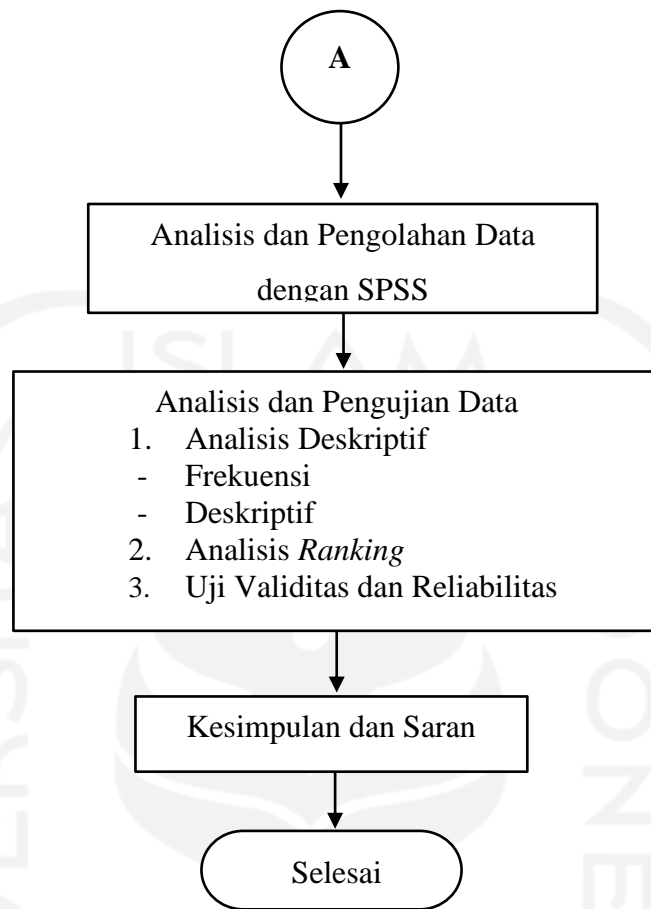 A
Analisis dan Pengolahan Data
dengan SPSS
Analisis dan Pengujian Data
1. Analisis Deskriptif
- Frekuensi
- Deskriptif
2. Analisis Ranking
3. Uji Validitas dan Reliabilitas
Kesimpulan dan Saran
Selesai
ISLAM